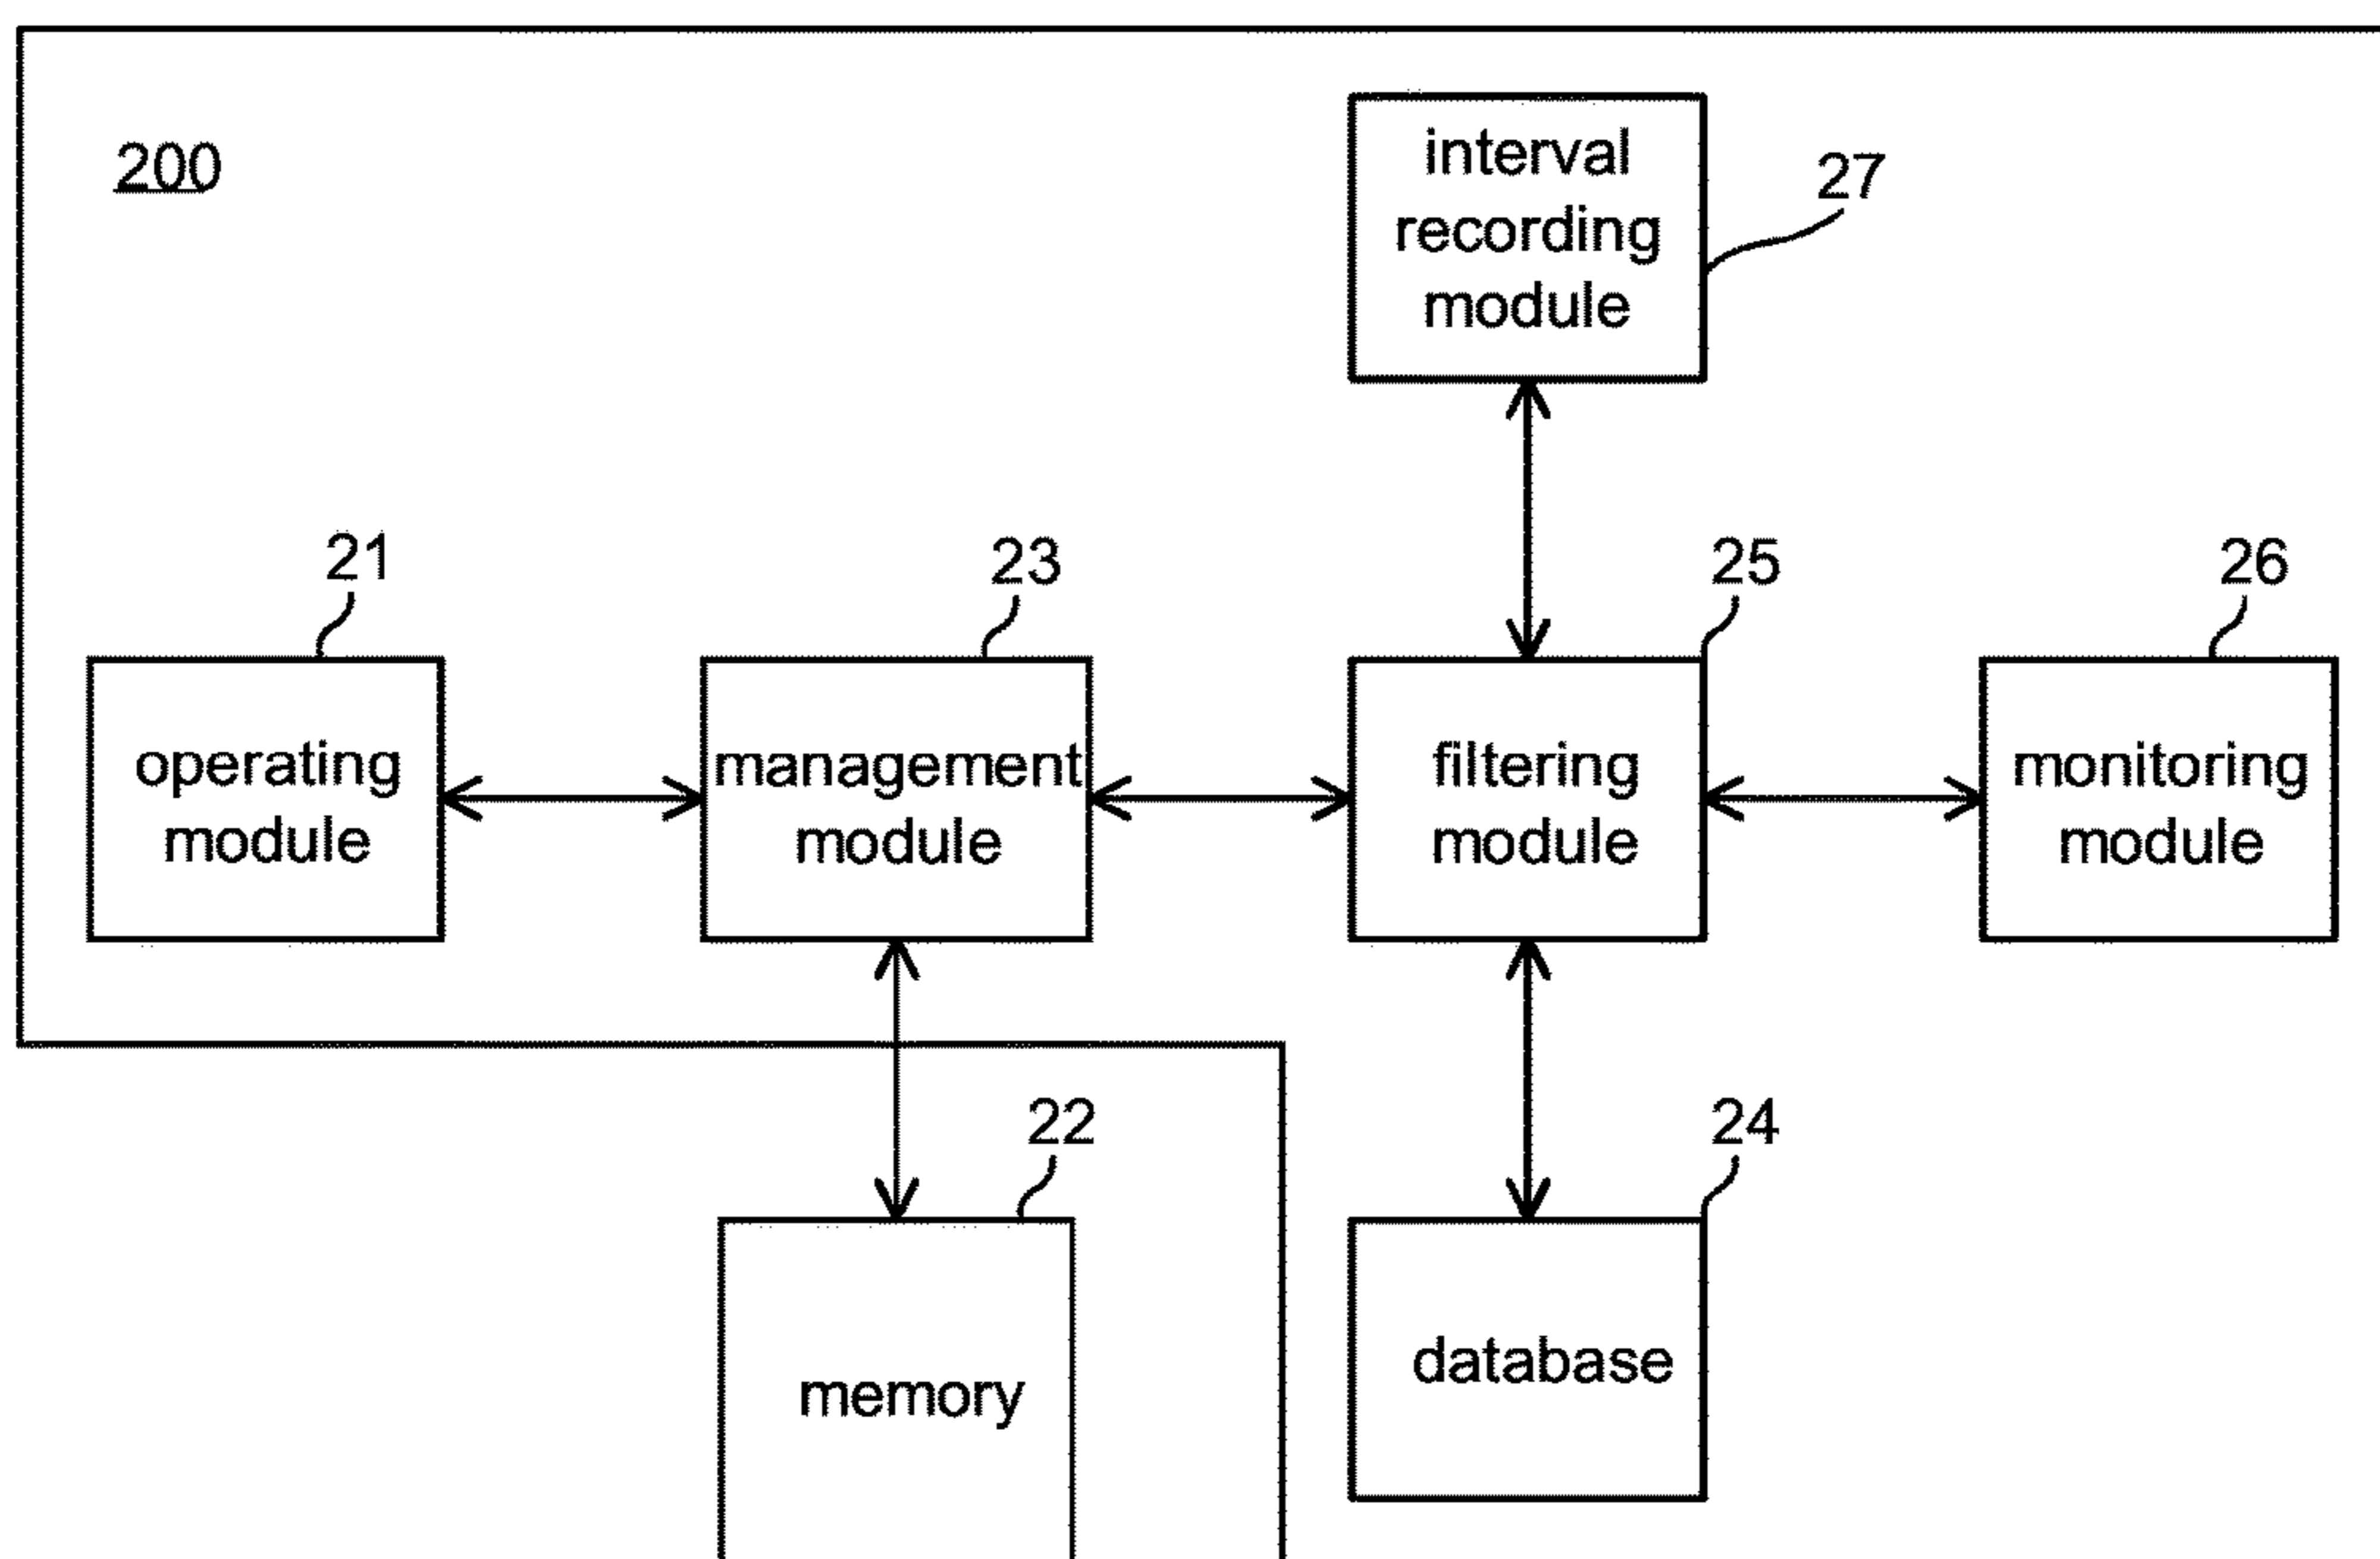 200
interval
recording
module
27
21
23
25
26
operating
module
management
module
filtering
module
monitoring
module
22
24
memory
database